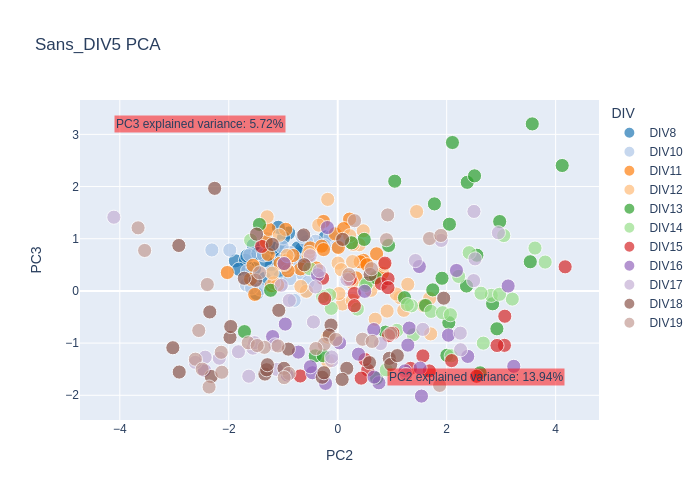 Sans_DIV5 PCA
PC3 explained variance: 5.72%
PC2 explained variance: 13.94%
3
2
1
0
−1
−2
−4
−2
0
2
4
PC2
PC3
DIV
DIV8
DIV10
DIV11
DIV12
DIV13
DIV14
DIV15
DIV16
DIV17
DIV18
DIV19